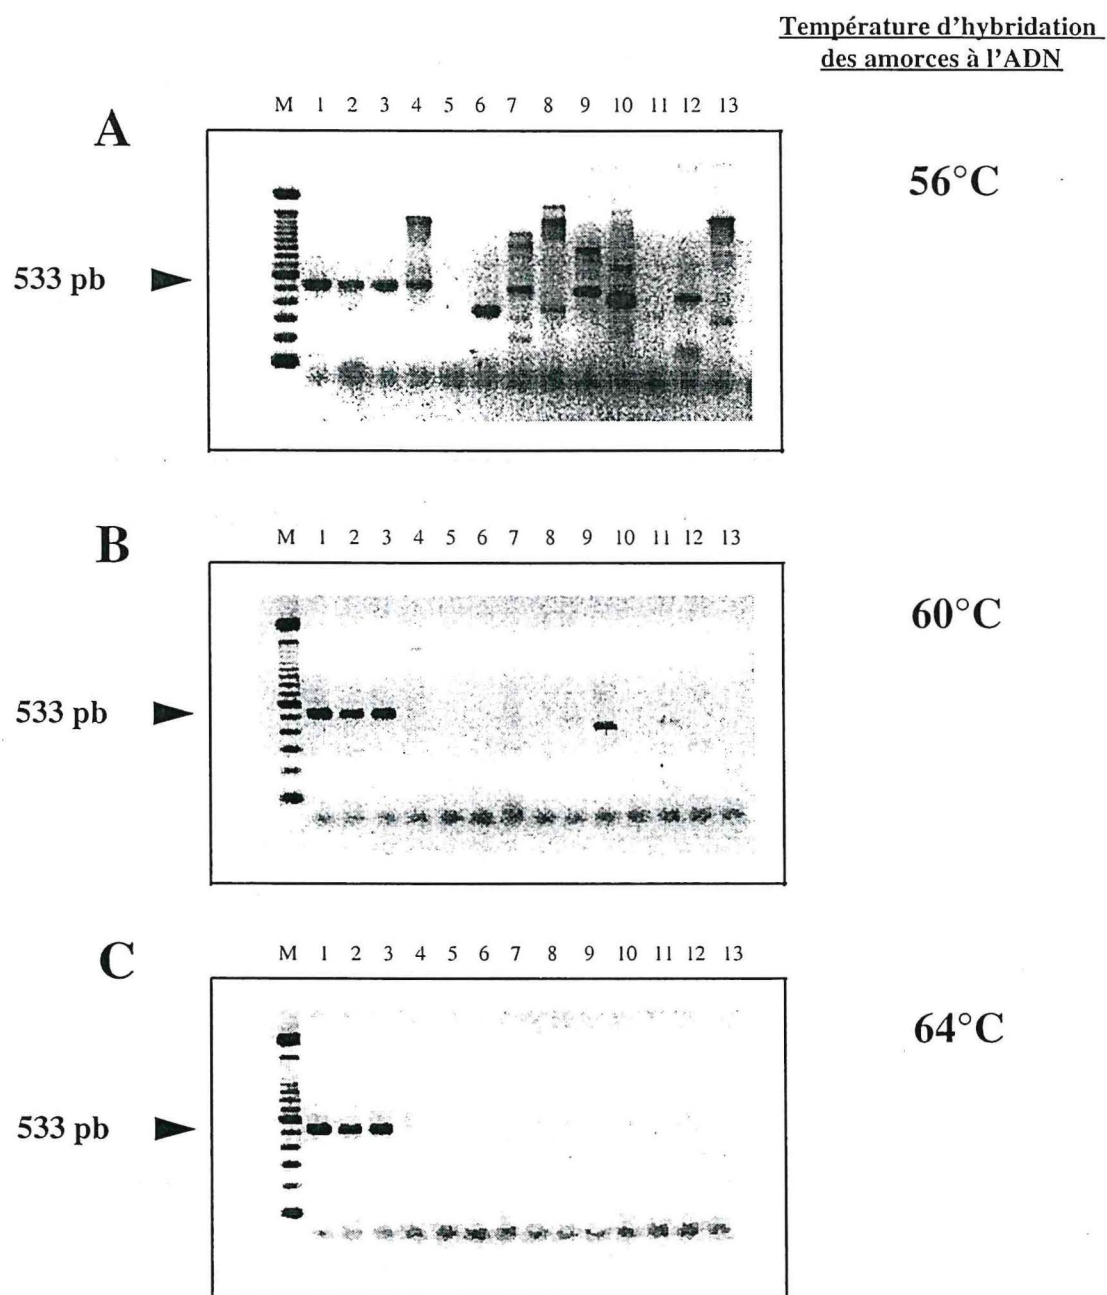 Température d'hybridation
des amorces à l'ADN
A
M 1 2 3 4 5 6 7 8 9 10 11 12 13
56°C
533 pb
B
M 1 2 3 4 5 6 7 8 9 10 11 12 13
60°C
533 pb
C
M 1 2 3 4 5 6 7 8 9 10 11 12 13
64°C
533 pb